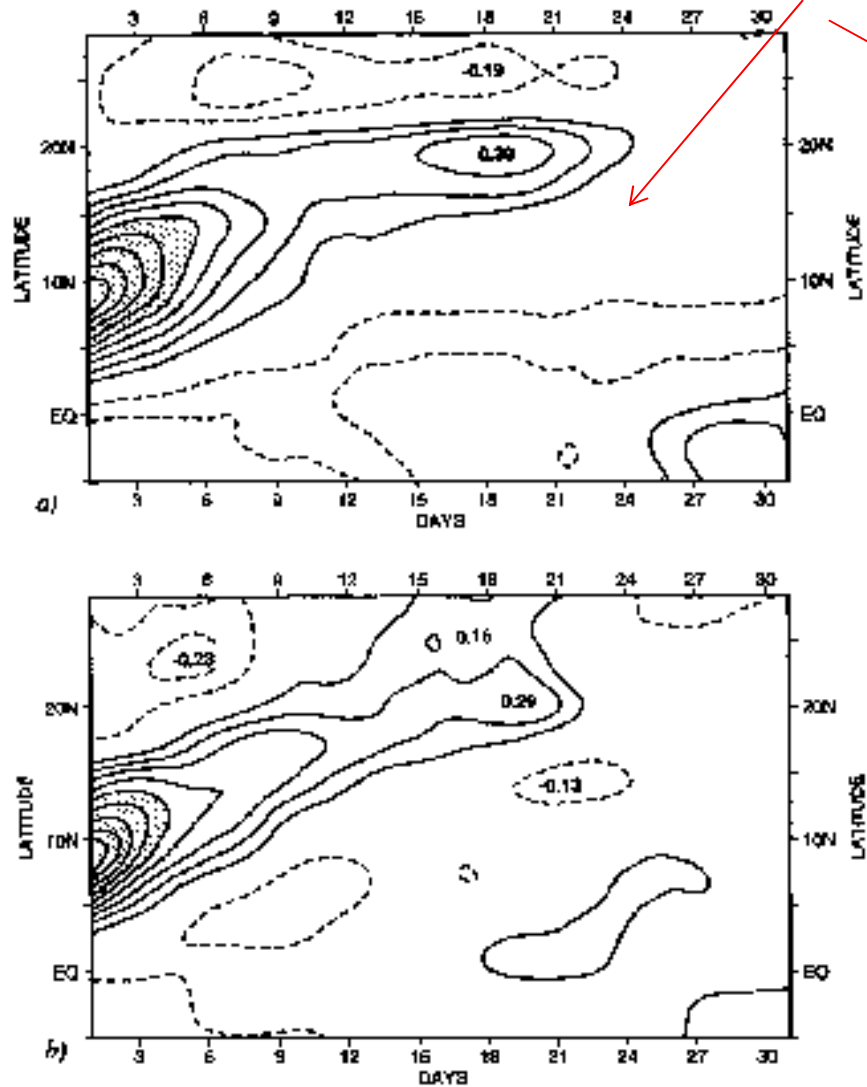 3 6 9 12 15 18 21 24 27 30
-0.19
20N 20N
0.39
LATITUDE LATITUDE
10N 10N
EQ EQ
a) 3 6 9 12 15 18 21 24 27 30
DAYS
3 6 9 12 15 18 21 24 27 30
0.16
-0.23
20N 0.29 20N
LATITUDE LATITUDE
-0.13
10N 10N
EQ EQ
b) 3 6 9 12 15 18 21 24 27 30
DAYS